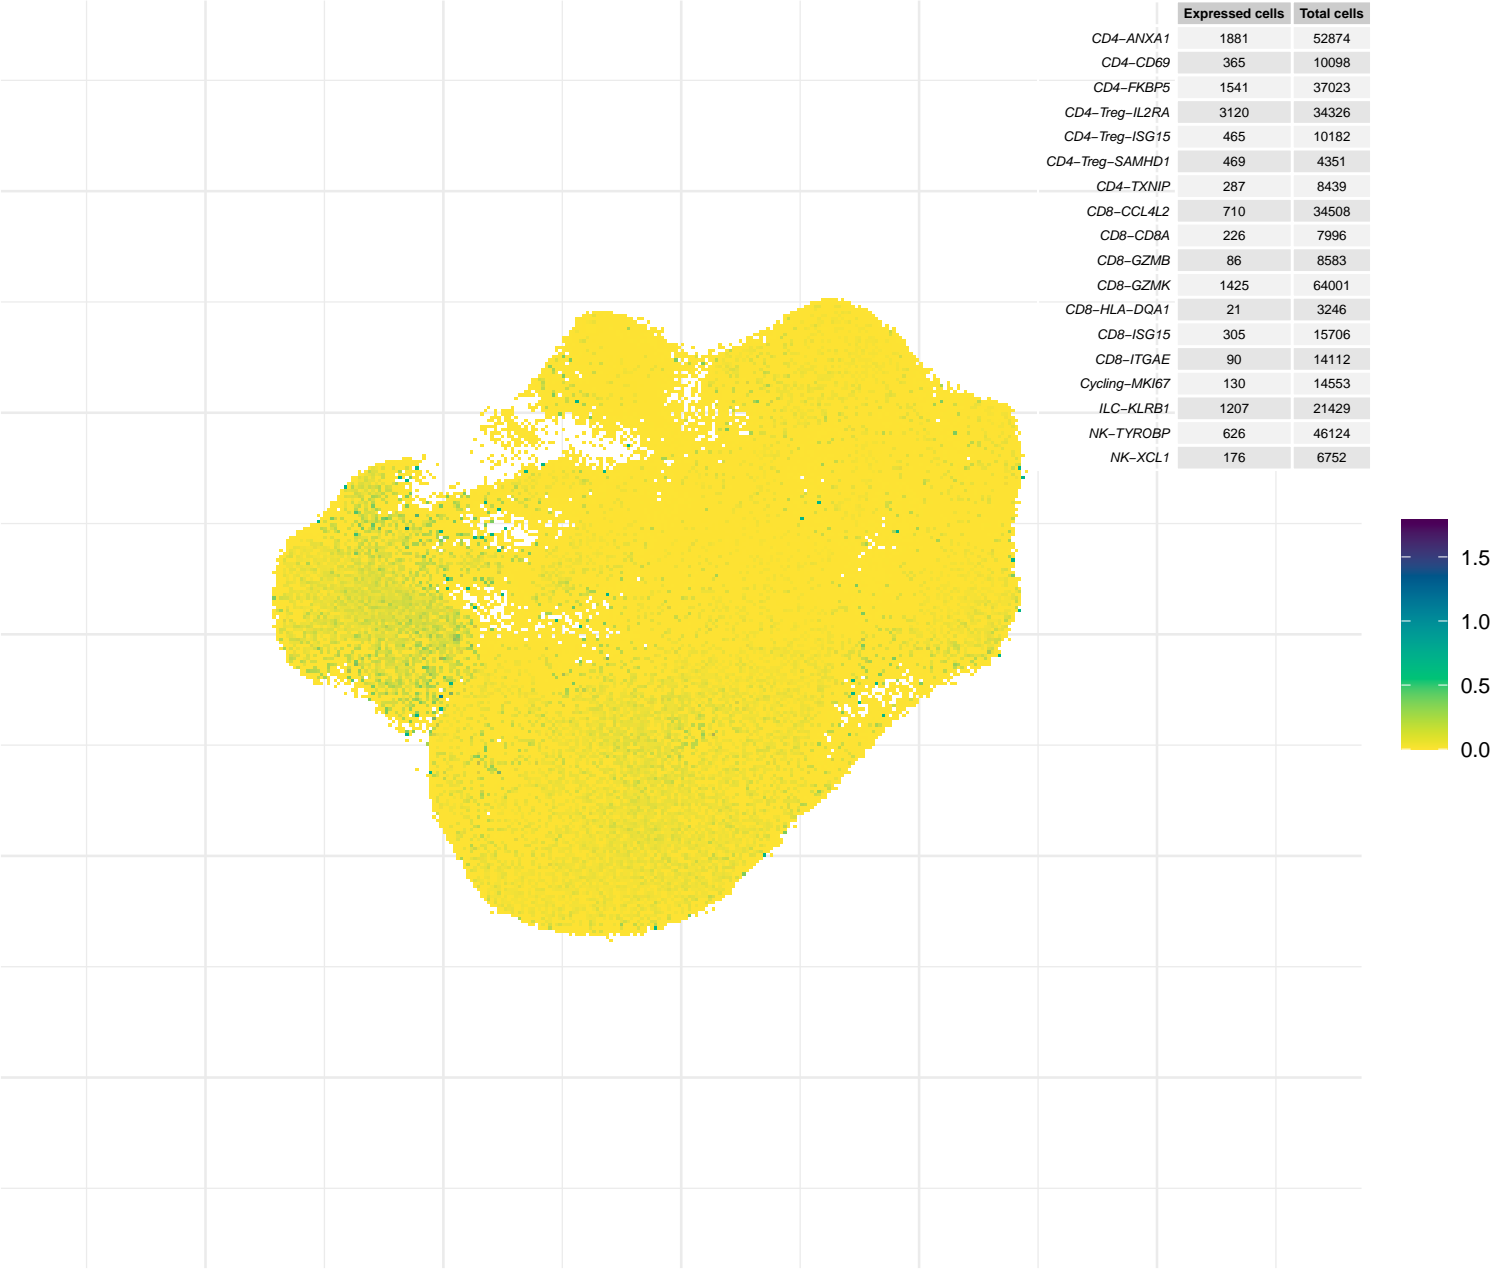 Expressed cells Total cells
CD4−ANXA1 1881 52874
CD4−CD69 365 10098
CD4−FKBP5 1541 37023
CD4−Treg−IL2RA 3120 34326
CD4−Treg−ISG15 465 10182
CD4−Treg−SAMHD1 469 4351
CD4−TXNIP 287 8439
CD8−CCL4L2 710 34508
CD8−CD8A 226 7996
CD8−GZMB 86 8583
CD8−GZMK 1425 64001
CD8−HLA−DQA1 21 3246
CD8−ISG15 305 15706
CD8−ITGAE 90 14112
Cycling−MKI67 130 14553
ILC−KLRB1 1207 21429
NK−TYROBP 626 46124
NK−XCL1 176 6752
1.5
1.0
0.5
0.0